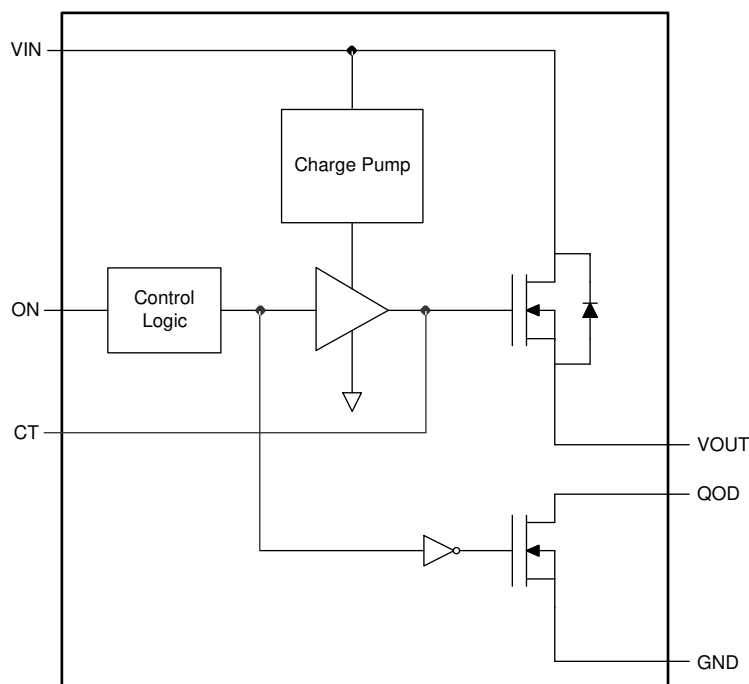 VIN
Charge Pump
ON
Control
Logic
CT
VOUT
QOD
GND